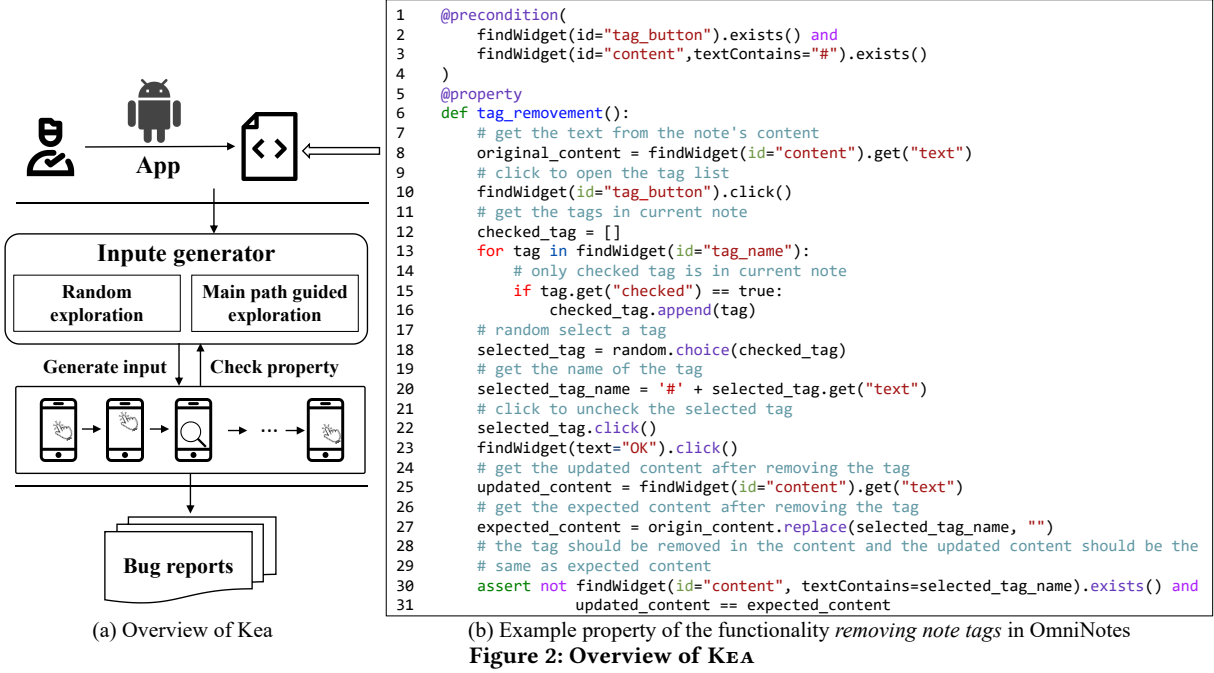 App
Inpute generator
Random
exploration
Main path guided
exploration
Generate input
Check property
...
Bug reports
(a) Overview of Kea
1 @precondition(
2 findWidget(id="tag_button").exists() and
3 findWidget(id="content",textContains="#").exists()
4 )
5 @property
6 def tag_removement():
7 # get the text from the note's content
8 original_content = findWidget(id="content").get("text")
9 # click to open the tag list
10 findWidget(id="tag_button").click()
11 # get the tags in current note
12 checked_tag = []
13 for tag in findWidget(id="tag_name"):
14 # only checked tag is in current note
15 if tag.get("checked") == true:
16 checked_tag.append(tag)
17 # random select a tag
18 selected_tag = random.choice(checked_tag)
19 # get the name of the tag
20 selected_tag_name = '#' + selected_tag.get("text")
21 # click to uncheck the selected tag
22 selected_tag.click()
23 findWidget(text="OK").click()
24 # get the updated content after removing the tag
25 updated_content = findWidget(id="content").get("text")
26 # get the expected content after removing the tag
27 expected_content = origin_content.replace(selected_tag_name, "")
28 # the tag should be removed in the content and the updated content should be the
29 # same as expected content
30 assert not findWidget(id="content", textContains=selected_tag_name).exists() and
31 updated_content == expected_content
(b) Example property of the functionality removing note tags in OmniNotes
Figure 2: Overview of KEA